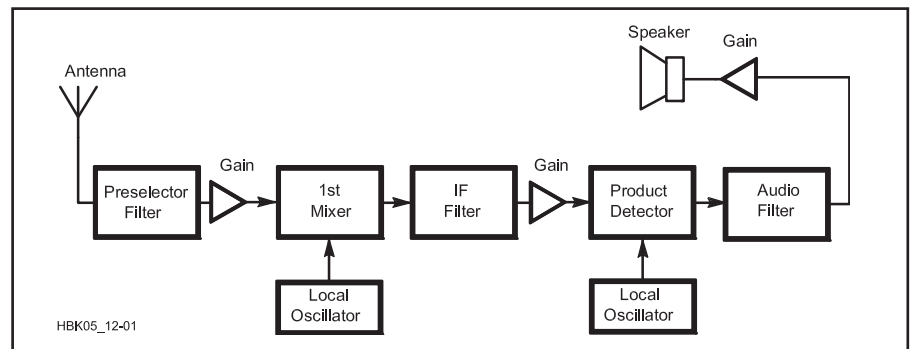 Speaker
Gain
Antenna
Gain
Gain
Preselector
Filter
1st
Mixer
IF
Filter
Product
Detector
Audio
Filter
Local
Oscillator
Local
Oscillator
HBK05_12-01